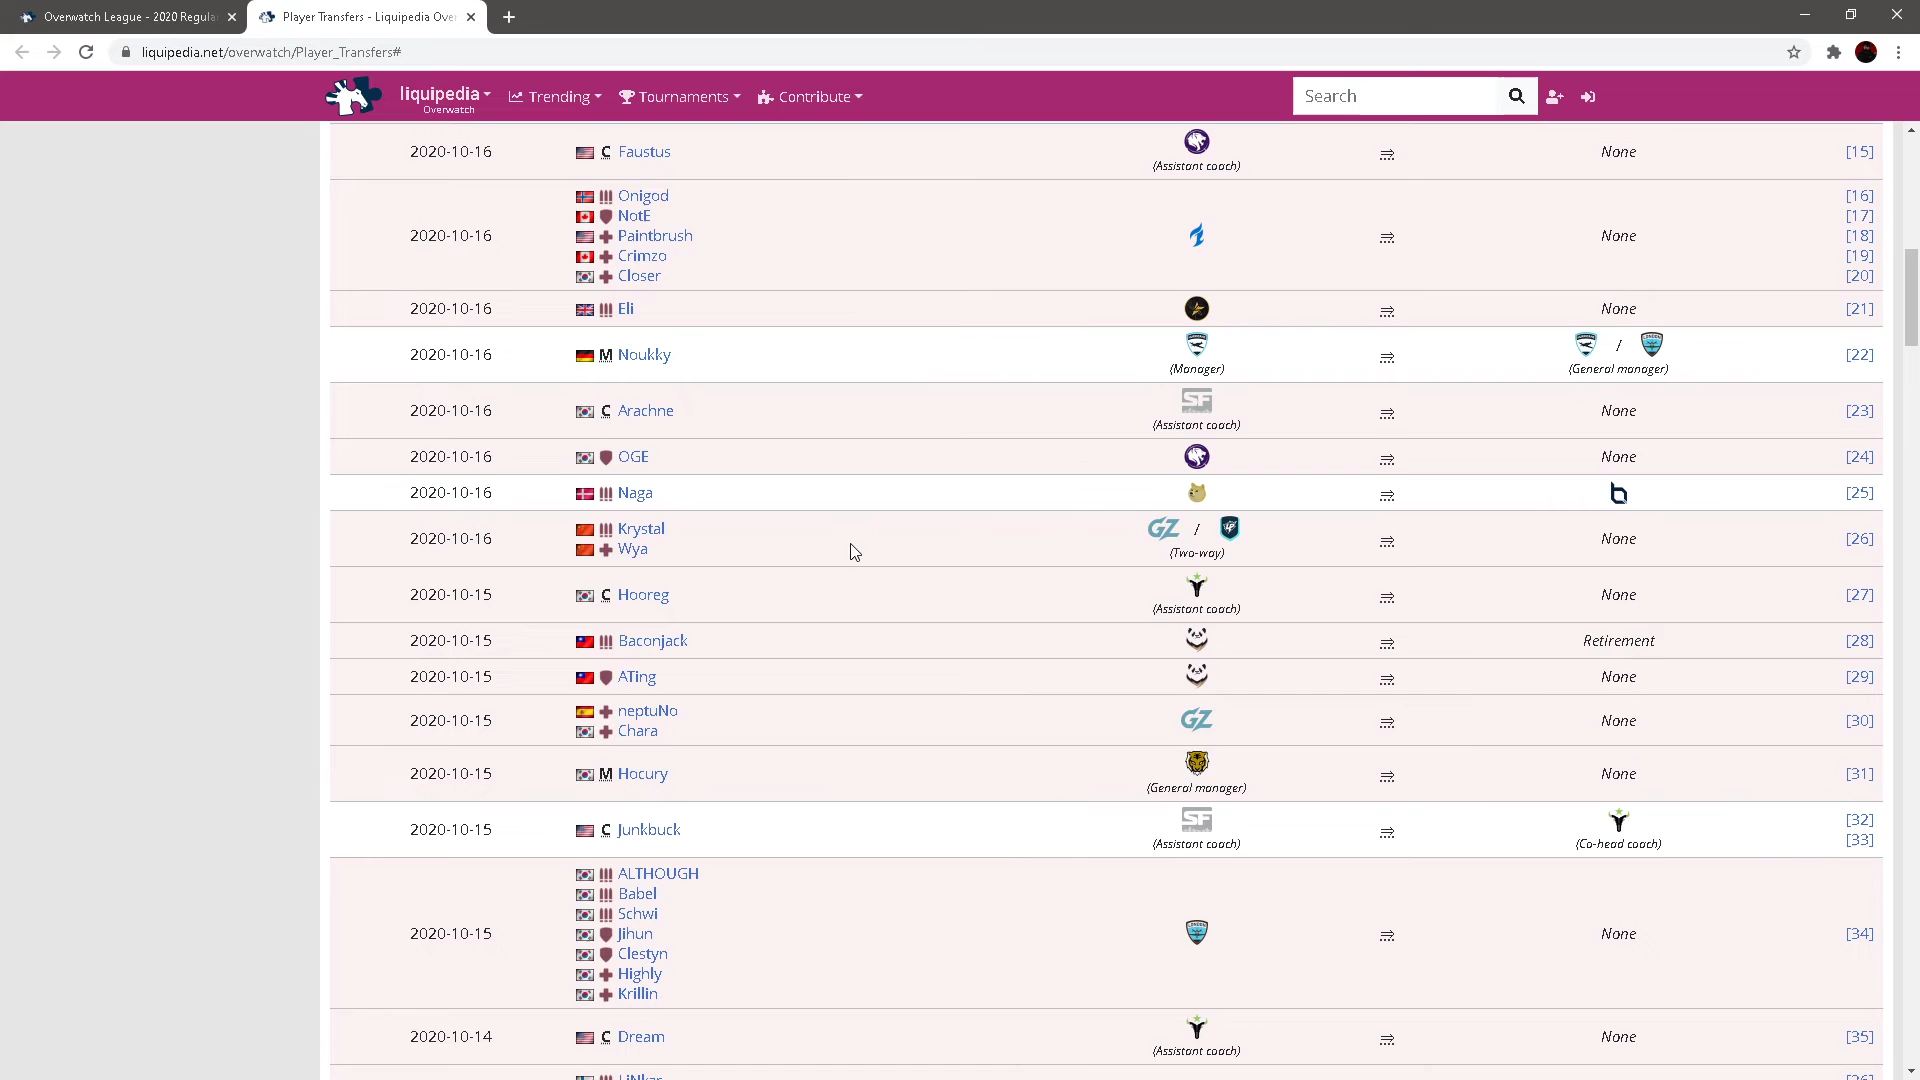 Overwatch League - 2020 Regula
Player Transfers - Liquipedia Ove
liquipedia.net/overwatch/Player_Transfers#
liquipedia
Overwatch
Trending
Tournaments
Contribute
Search
2020-10-16 C Faustus (Assistant coach) None [15]
2020-10-16 None
Onigod [16]
NotE [17]
Paintbrush [18]
Crimzo [19]
Closer [20]
2020-10-16 Eli None [21]
2020-10-16 M Noukky (Manager) / (General manager) [22]
2020-10-16 C Arachne SF (Assistant coach) None [23]
2020-10-16 OGE None [24]
2020-10-16 Naga b [25]
2020-10-16 GZ / (Two-way) None [26]
Krystal
Wya
2020-10-15 C Hooreg (Assistant coach) None [27]
2020-10-15 Baconjack Retirement [28]
2020-10-15 ATing None [29]
2020-10-15 GZ None [30]
neptuNo
Chara
2020-10-15 M Hocury (General manager) None [31]
2020-10-15 C Junkbuck SF (Assistant coach) (Co-head coach) [32]
[33]
2020-10-15 None [34]
ALTHOUGH
Babel
Schwi
Jihun
Clestyn
Highly
Krillin
2020-10-14 C Dream (Assistant coach) None [35]